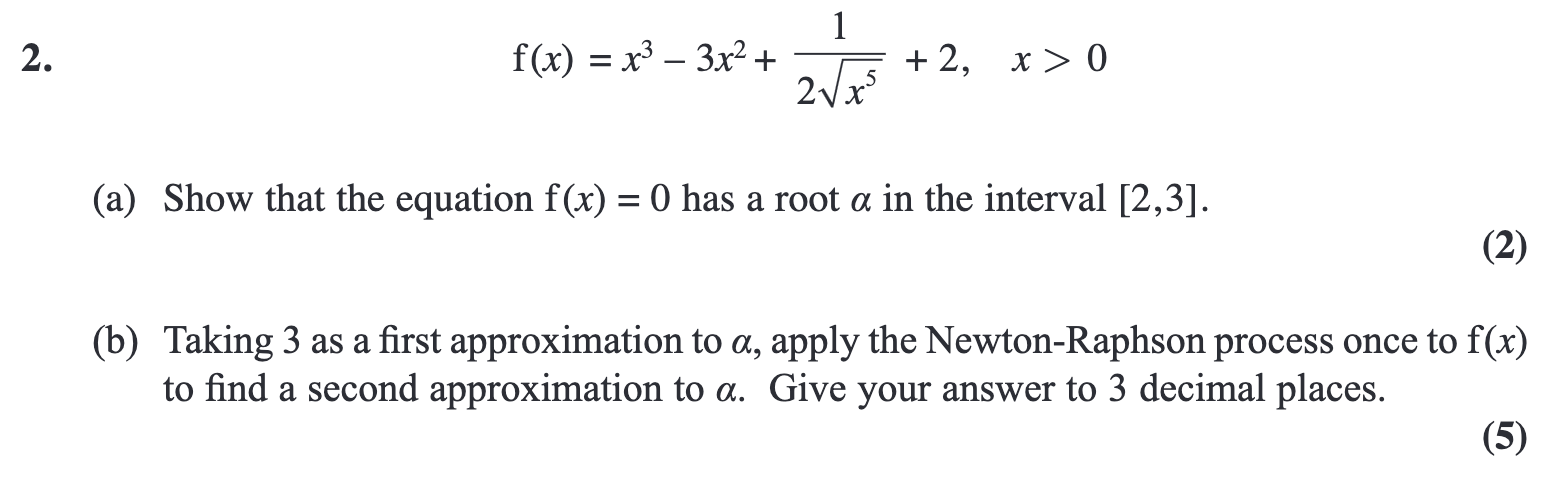 2. f(x) = x³ – 3x² + 1/(2√x⁵) + 2, x > 0
(a) Show that the equation f(x) = 0 has a root α in the interval [2,3].
(2)
(b) Taking 3 as a first approximation to α, apply the Newton-Raphson process once to f(x)
to find a second approximation to α. Give your answer to 3 decimal places.
(5)